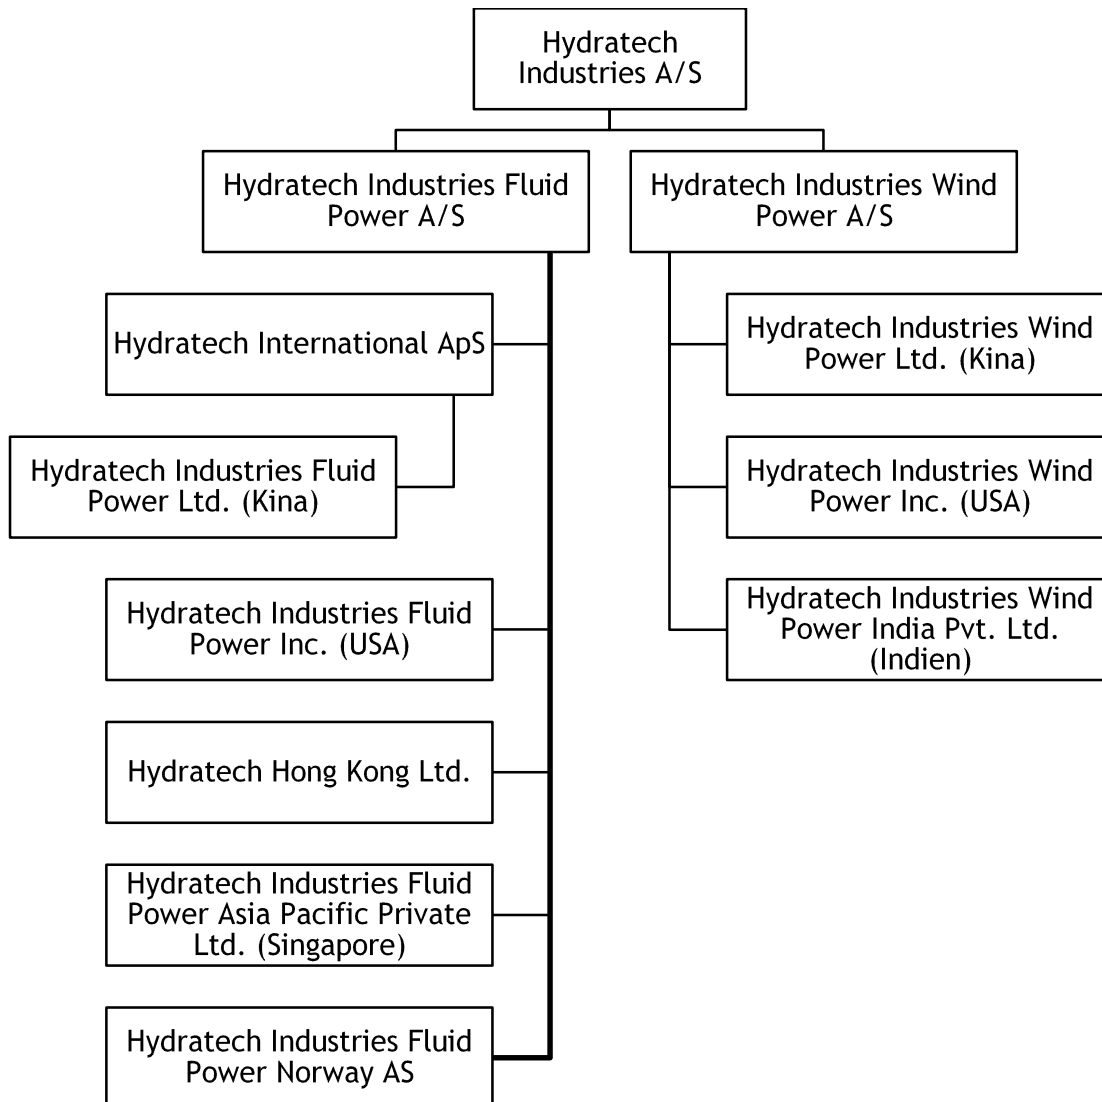 Hydratech
Industries A/S
Hydratech Industries Fluid
Power A/S
Hydratech Industries Wind
Power A/S
Hydratech International ApS
Hydratech Industries Wind
Power Ltd. (Kina)
Hydratech Industries Fluid
Power Ltd. (Kina)
Hydratech Industries Wind
Power Inc. (USA)
Hydratech Industries Fluid
Power Inc. (USA)
Hydratech Industries Wind
Power India Pvt. Ltd.
(Indien)
Hydratech Hong Kong Ltd.
Hydratech Industries Fluid
Power Asia Pacific Private
Ltd. (Singapore)
Hydratech Industries Fluid
Power Norway AS